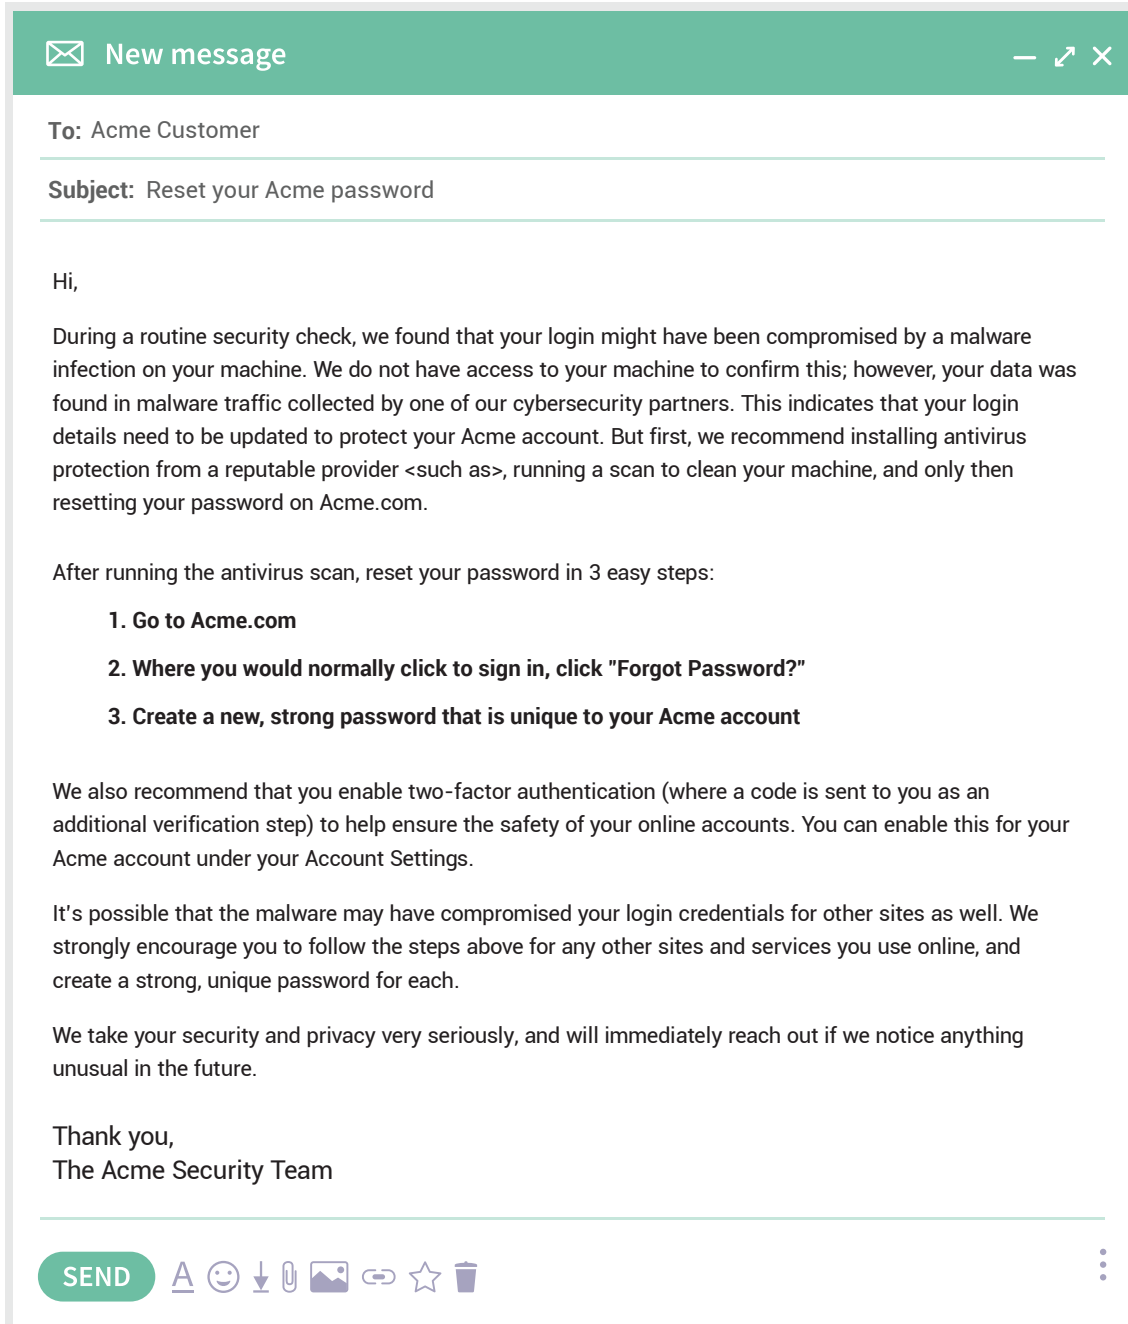 New message
To: Acme Customer
Subject: Reset your Acme password
Hi,
During a routine security check, we found that your login might have been compromised by a malware
infection on your machine. We do not have access to your machine to confirm this; however, your data was
found in malware traffic collected by one of our cybersecurity partners. This indicates that your login
details need to be updated to protect your Acme account. But first, we recommend installing antivirus
protection from a reputable provider <such as>, running a scan to clean your machine, and only then
resetting your password on Acme.com.
After running the antivirus scan, reset your password in 3 easy steps:
1. Go to Acme.com
2. Where you would normally click to sign in, click "Forgot Password?"
3. Create a new, strong password that is unique to your Acme account
We also recommend that you enable two-factor authentication (where a code is sent to you as an
additional verification step) to help ensure the safety of your online accounts. You can enable this for your
Acme account under your Account Settings.
It's possible that the malware may have compromised your login credentials for other sites as well. We
strongly encourage you to follow the steps above for any other sites and services you use online, and
create a strong, unique password for each.
We take your security and privacy very seriously, and will immediately reach out if we notice anything
unusual in the future.
Thank you,
The Acme Security Team
SEND A